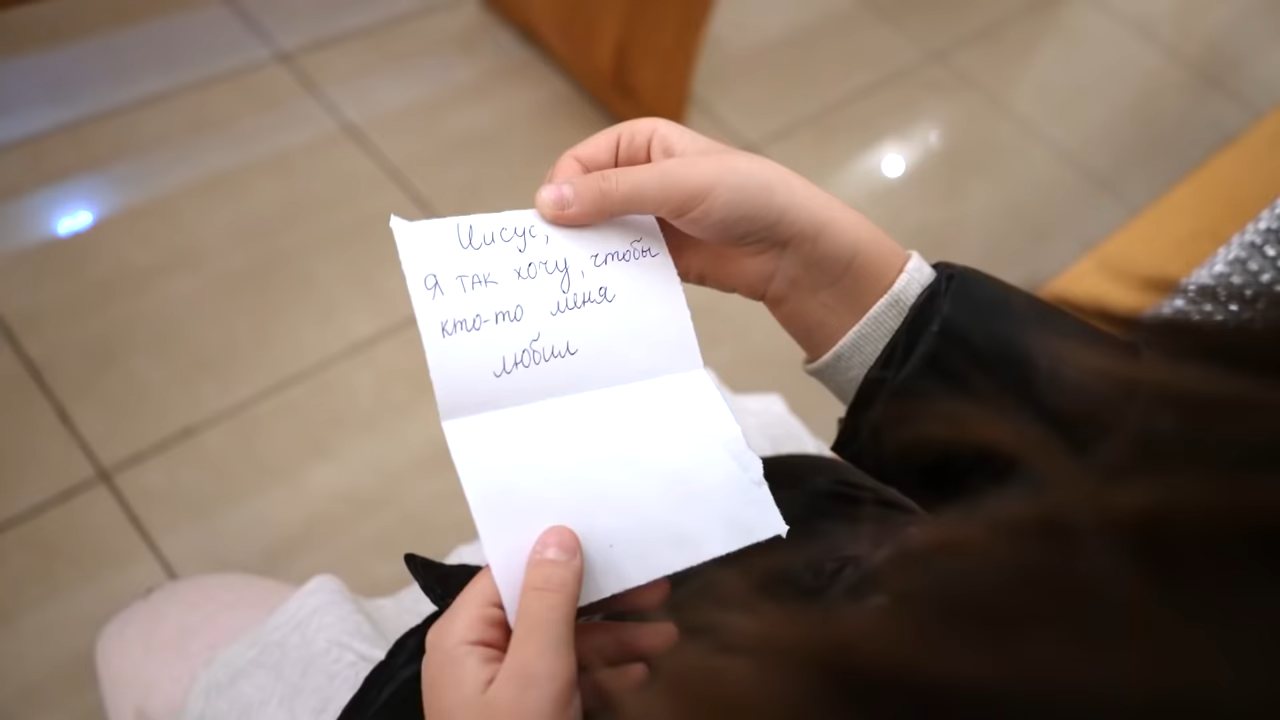 Иисус,
Я так хочу, чтобы
кто-то меня
любил